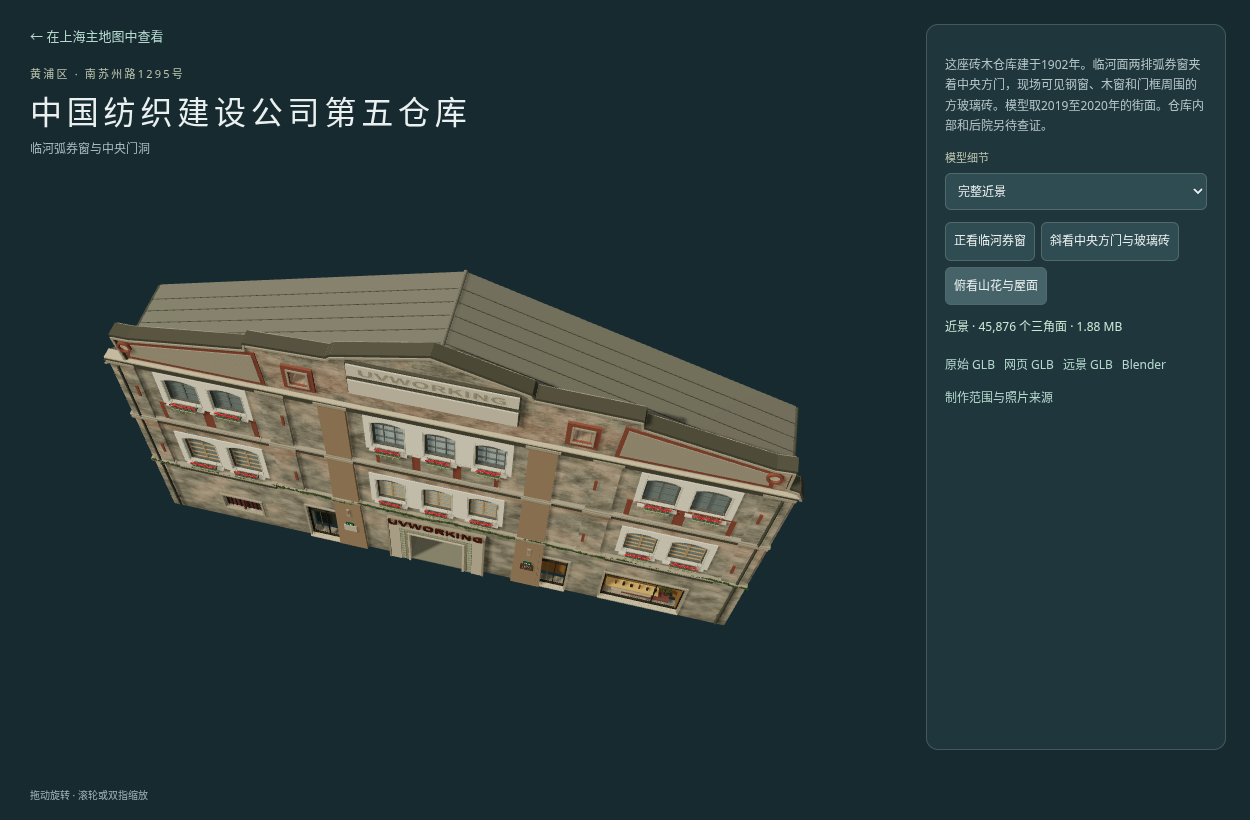 ← 在上海主地图中查看
黄浦区 · 南苏州路1295号
中国纺织建设公司第五仓库
临河弧券窗与中央门洞
UVWORKING
UVWORKING
拖动旋转 · 滚轮或双指缩放
这座砖木仓库建于1902年。临河面两排弧券窗夹
着中央方门，现场可见钢窗、木窗和门框周围的
方玻璃砖。模型取2019至2020年的街面。仓库内
部和后院另待查证。
模型细节
完整近景
正看临河券窗
斜看中央方门与玻璃砖
俯看山花与屋面
近景 · 45,876 个三角面 · 1.88 MB
原始 GLB 网页 GLB 远景 GLB Blender
制作范围与照片来源